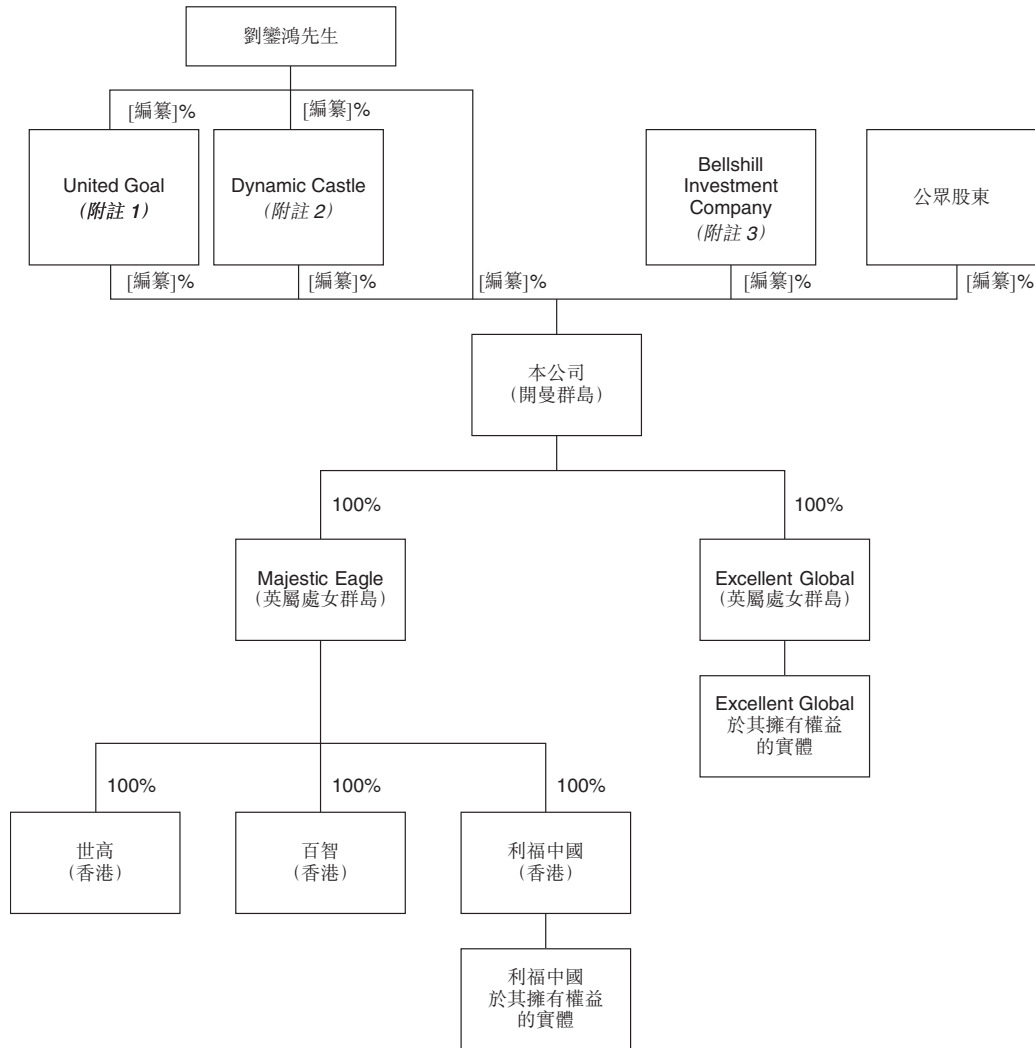 劉鑾鴻先生
[編纂]%
[編纂]%
United Goal
(附註 1)
Dynamic Castle
(附註 2)
Bellshill
Investment
Company
(附註 3)
公眾股東
[編纂]%
[編纂]%
[編纂]%
[編纂]%
[編纂]%
本公司
(開曼群島)
100%
100%
Majestic Eagle
(英屬處女群島)
Excellent Global
(英屬處女群島)
Excellent Global
於其擁有權益
的實體
100%
100%
100%
世高
(香港)
百智
(香港)
利福中國
(香港)
利福中國
於其擁有權益
的實體